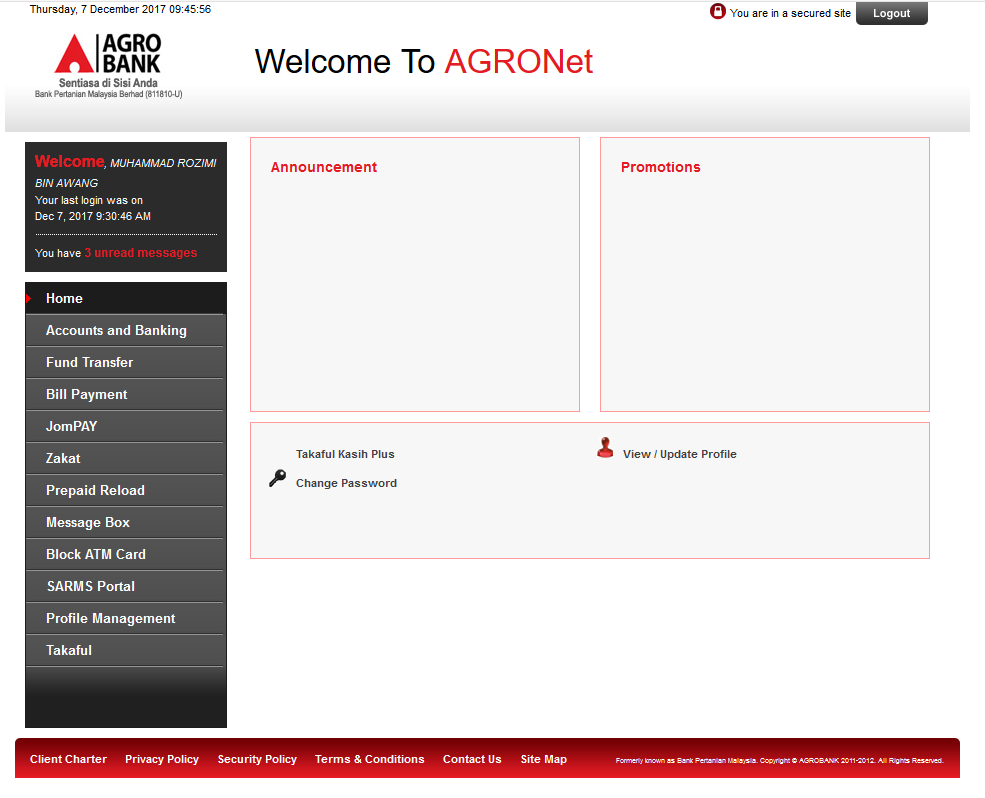 Thursday, 7 December 2017 09:45:56
You are in a secured site
Logout
AGRO
BANK
Sentiasa di Sisi Anda
Bank Pertanian Malaysia Berhad (811810-U)
Welcome To AGRONet
Welcome, MUHAMMAD ROZIMI
BIN AWANG
Your last login was on
Dec 7, 2017 9:30:46 AM
You have 3 unread messages
Home
Accounts and Banking
Fund Transfer
Bill Payment
JomPAY
Zakat
Prepaid Reload
Message Box
Block ATM Card
SARMS Portal
Profile Management
Takaful
Announcement
Promotions
Takaful Kasih Plus
View / Update Profile
Change Password
Client Charter Privacy Policy Security Policy Terms & Conditions Contact Us Site Map
Formerly known as Bank Pertanian Malaysia. Copyright © AGROBANK 2011-2012. All Rights Reserved.